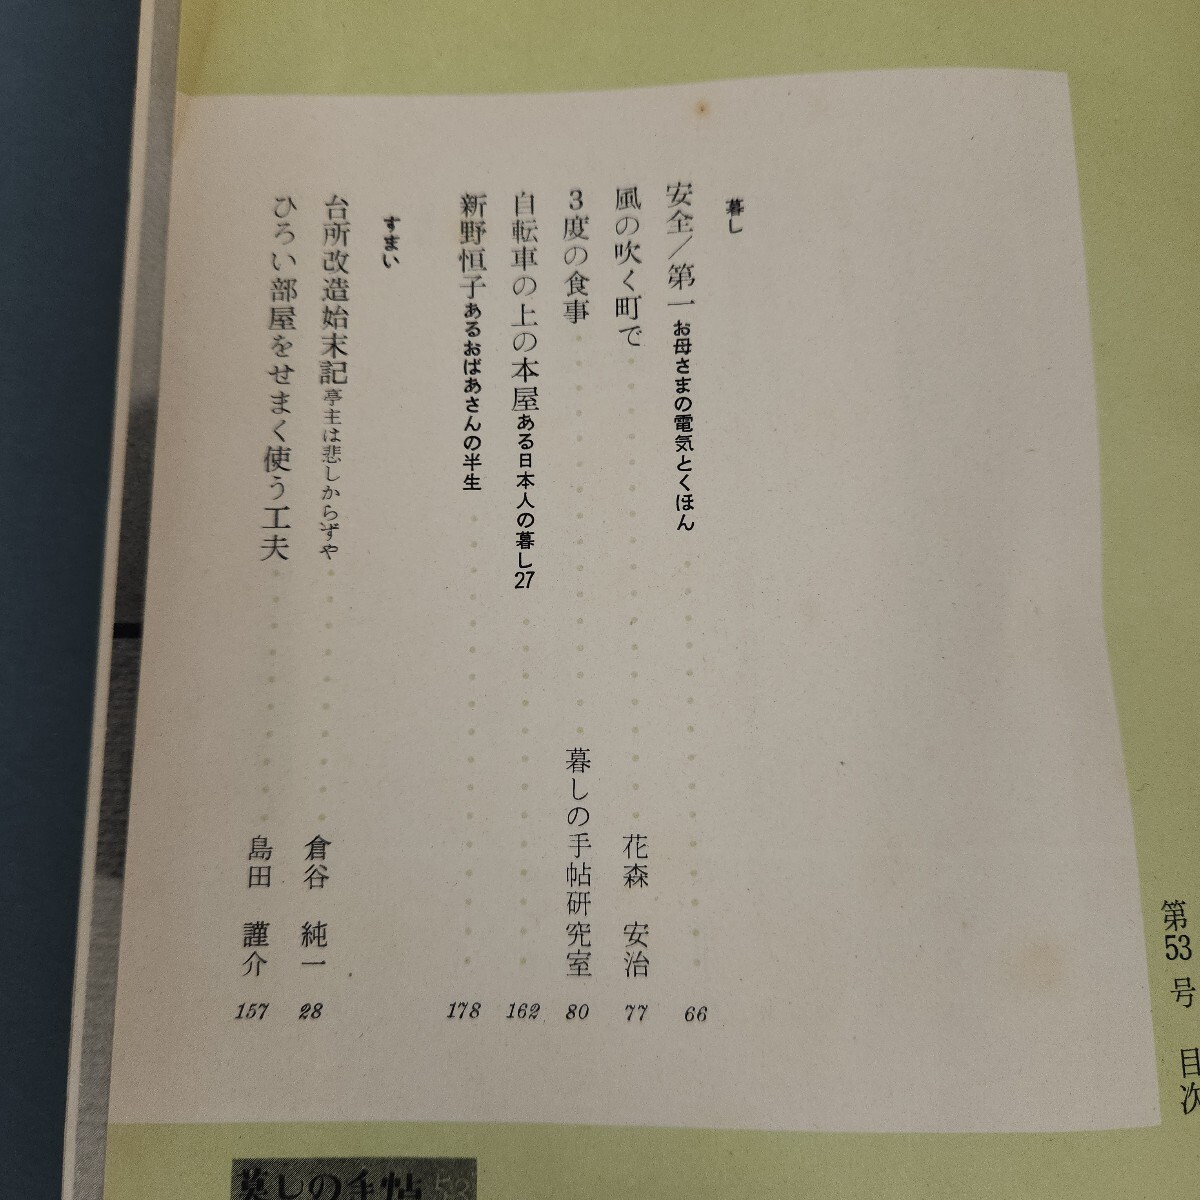 第53号 目次
暮し
安全／第一 お母さまの電気とくほん 66
風の吹く町で 花森 安治 77
3度の食事 暮しの手帖研究室 80
自転車の上の本屋 ある日本人の暮し27 162
新野恒子 あるおばあさんの半生 178
すまい
台所改造始末記 亭主は悲しからずや 倉谷 純一 28
ひろい部屋をせまく使う工夫 島田 謹介 157
暮しの手帖53